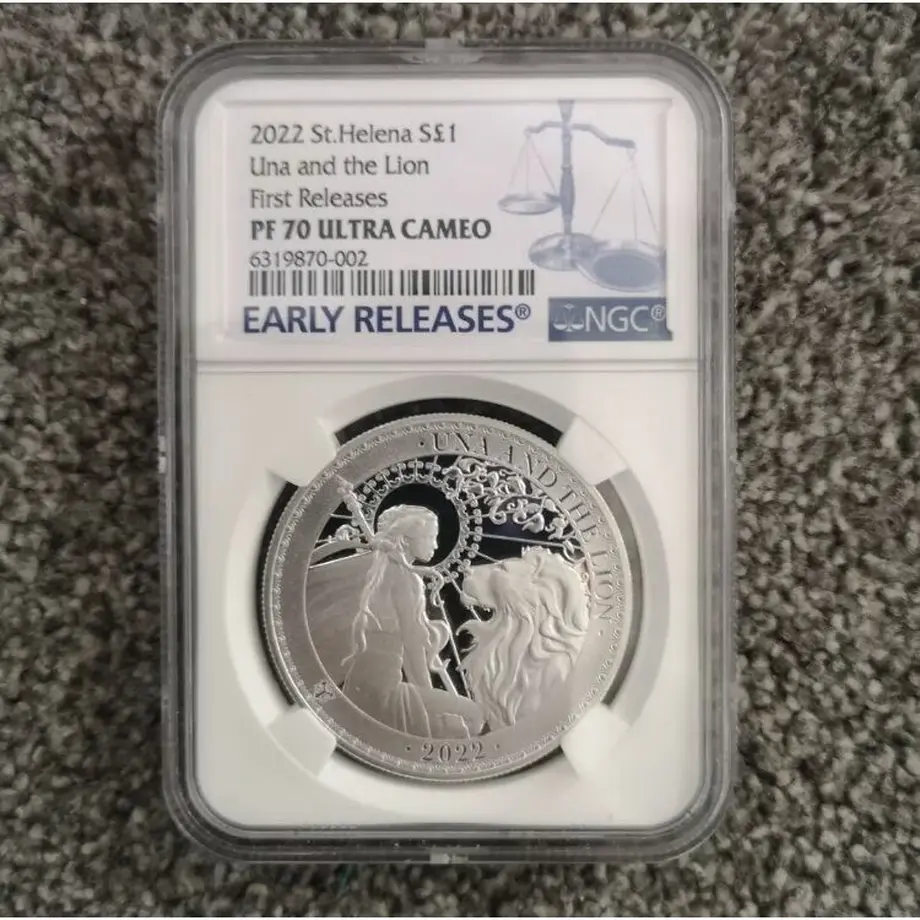 2022 St.Helena S£1
Una and the Lion
First Releases
PF 70 ULTRA CAMEO
6319870-002
EARLY RELEASES®
NGC®
· UNA AND THE LION ·
· 2022 ·